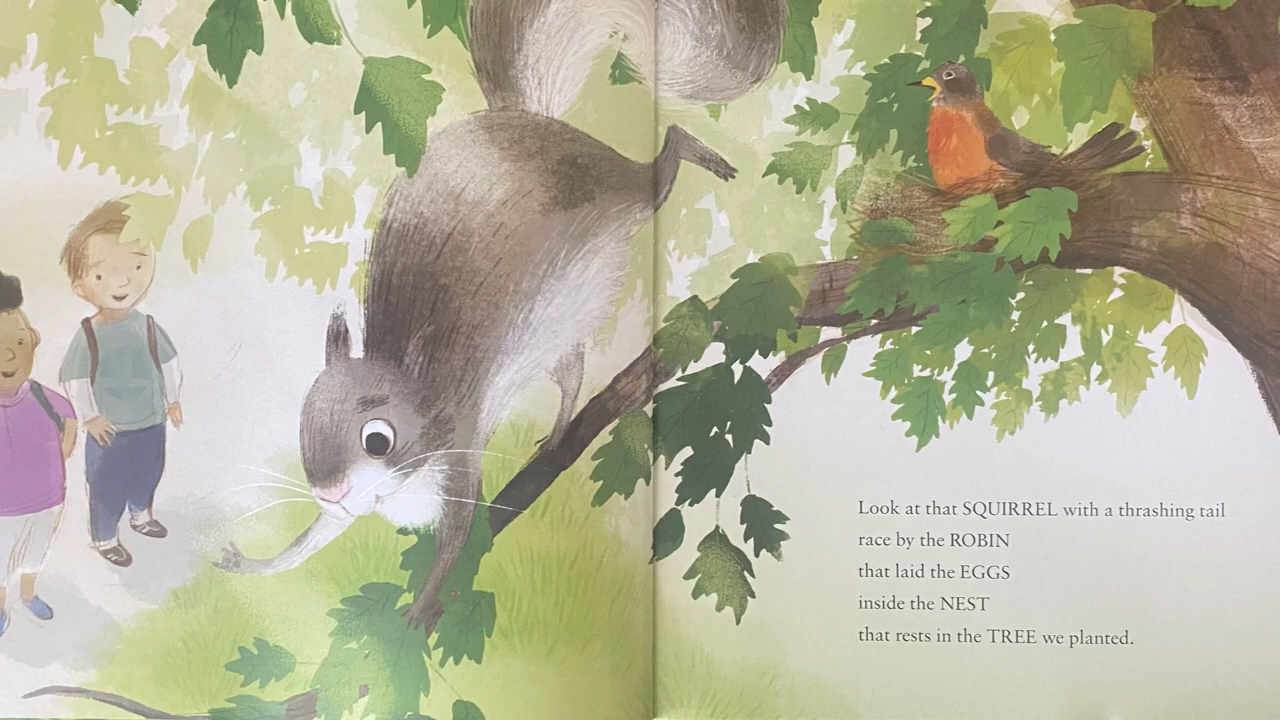 Look at that SQUIRREL with a thrashing tail
race by the ROBIN
that laid the EGGS
inside the NEST
that rests in the TREE we planted.